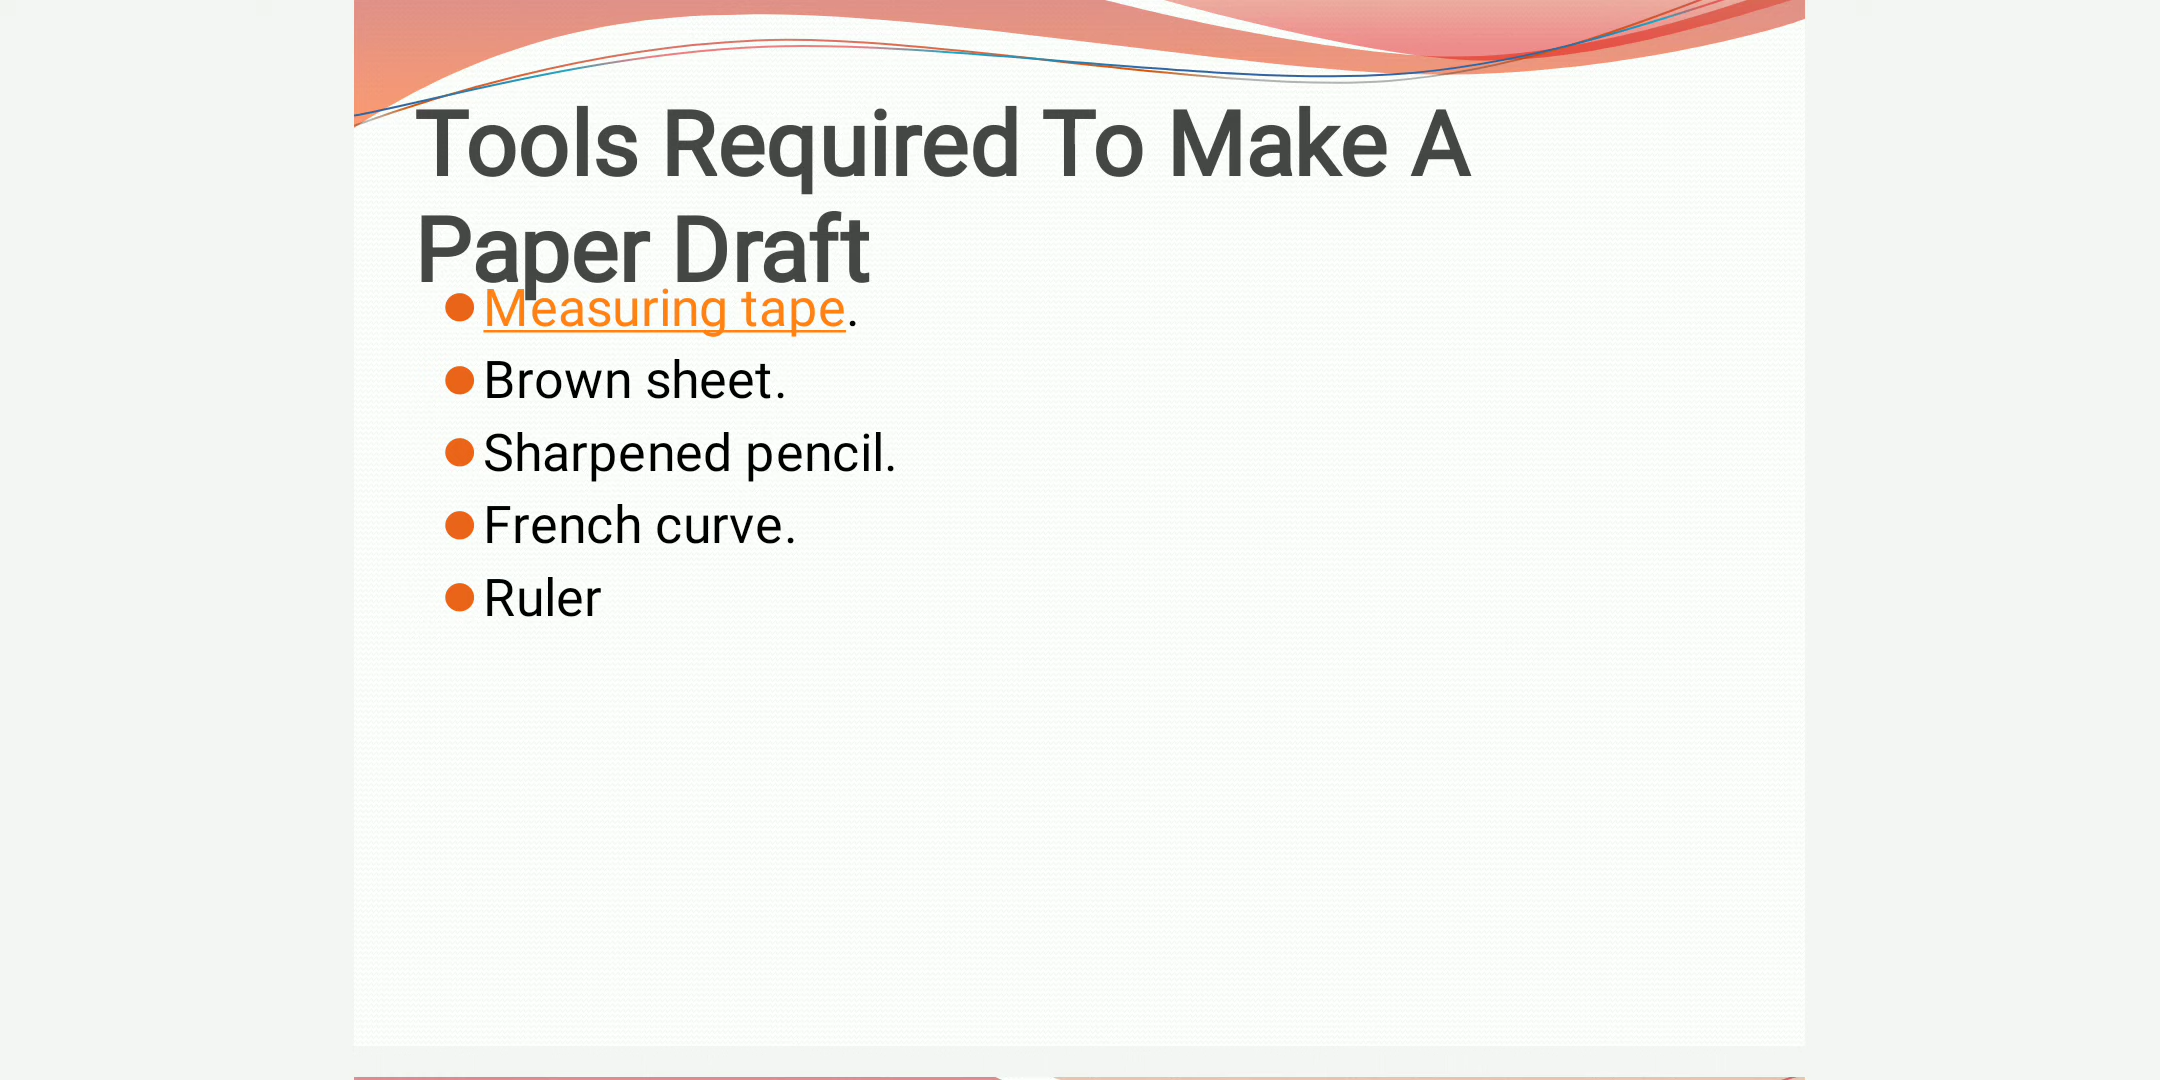 Tools Required To Make A
Paper Draft
Measuring tape.
Brown sheet.
Sharpened pencil.
French curve.
Ruler